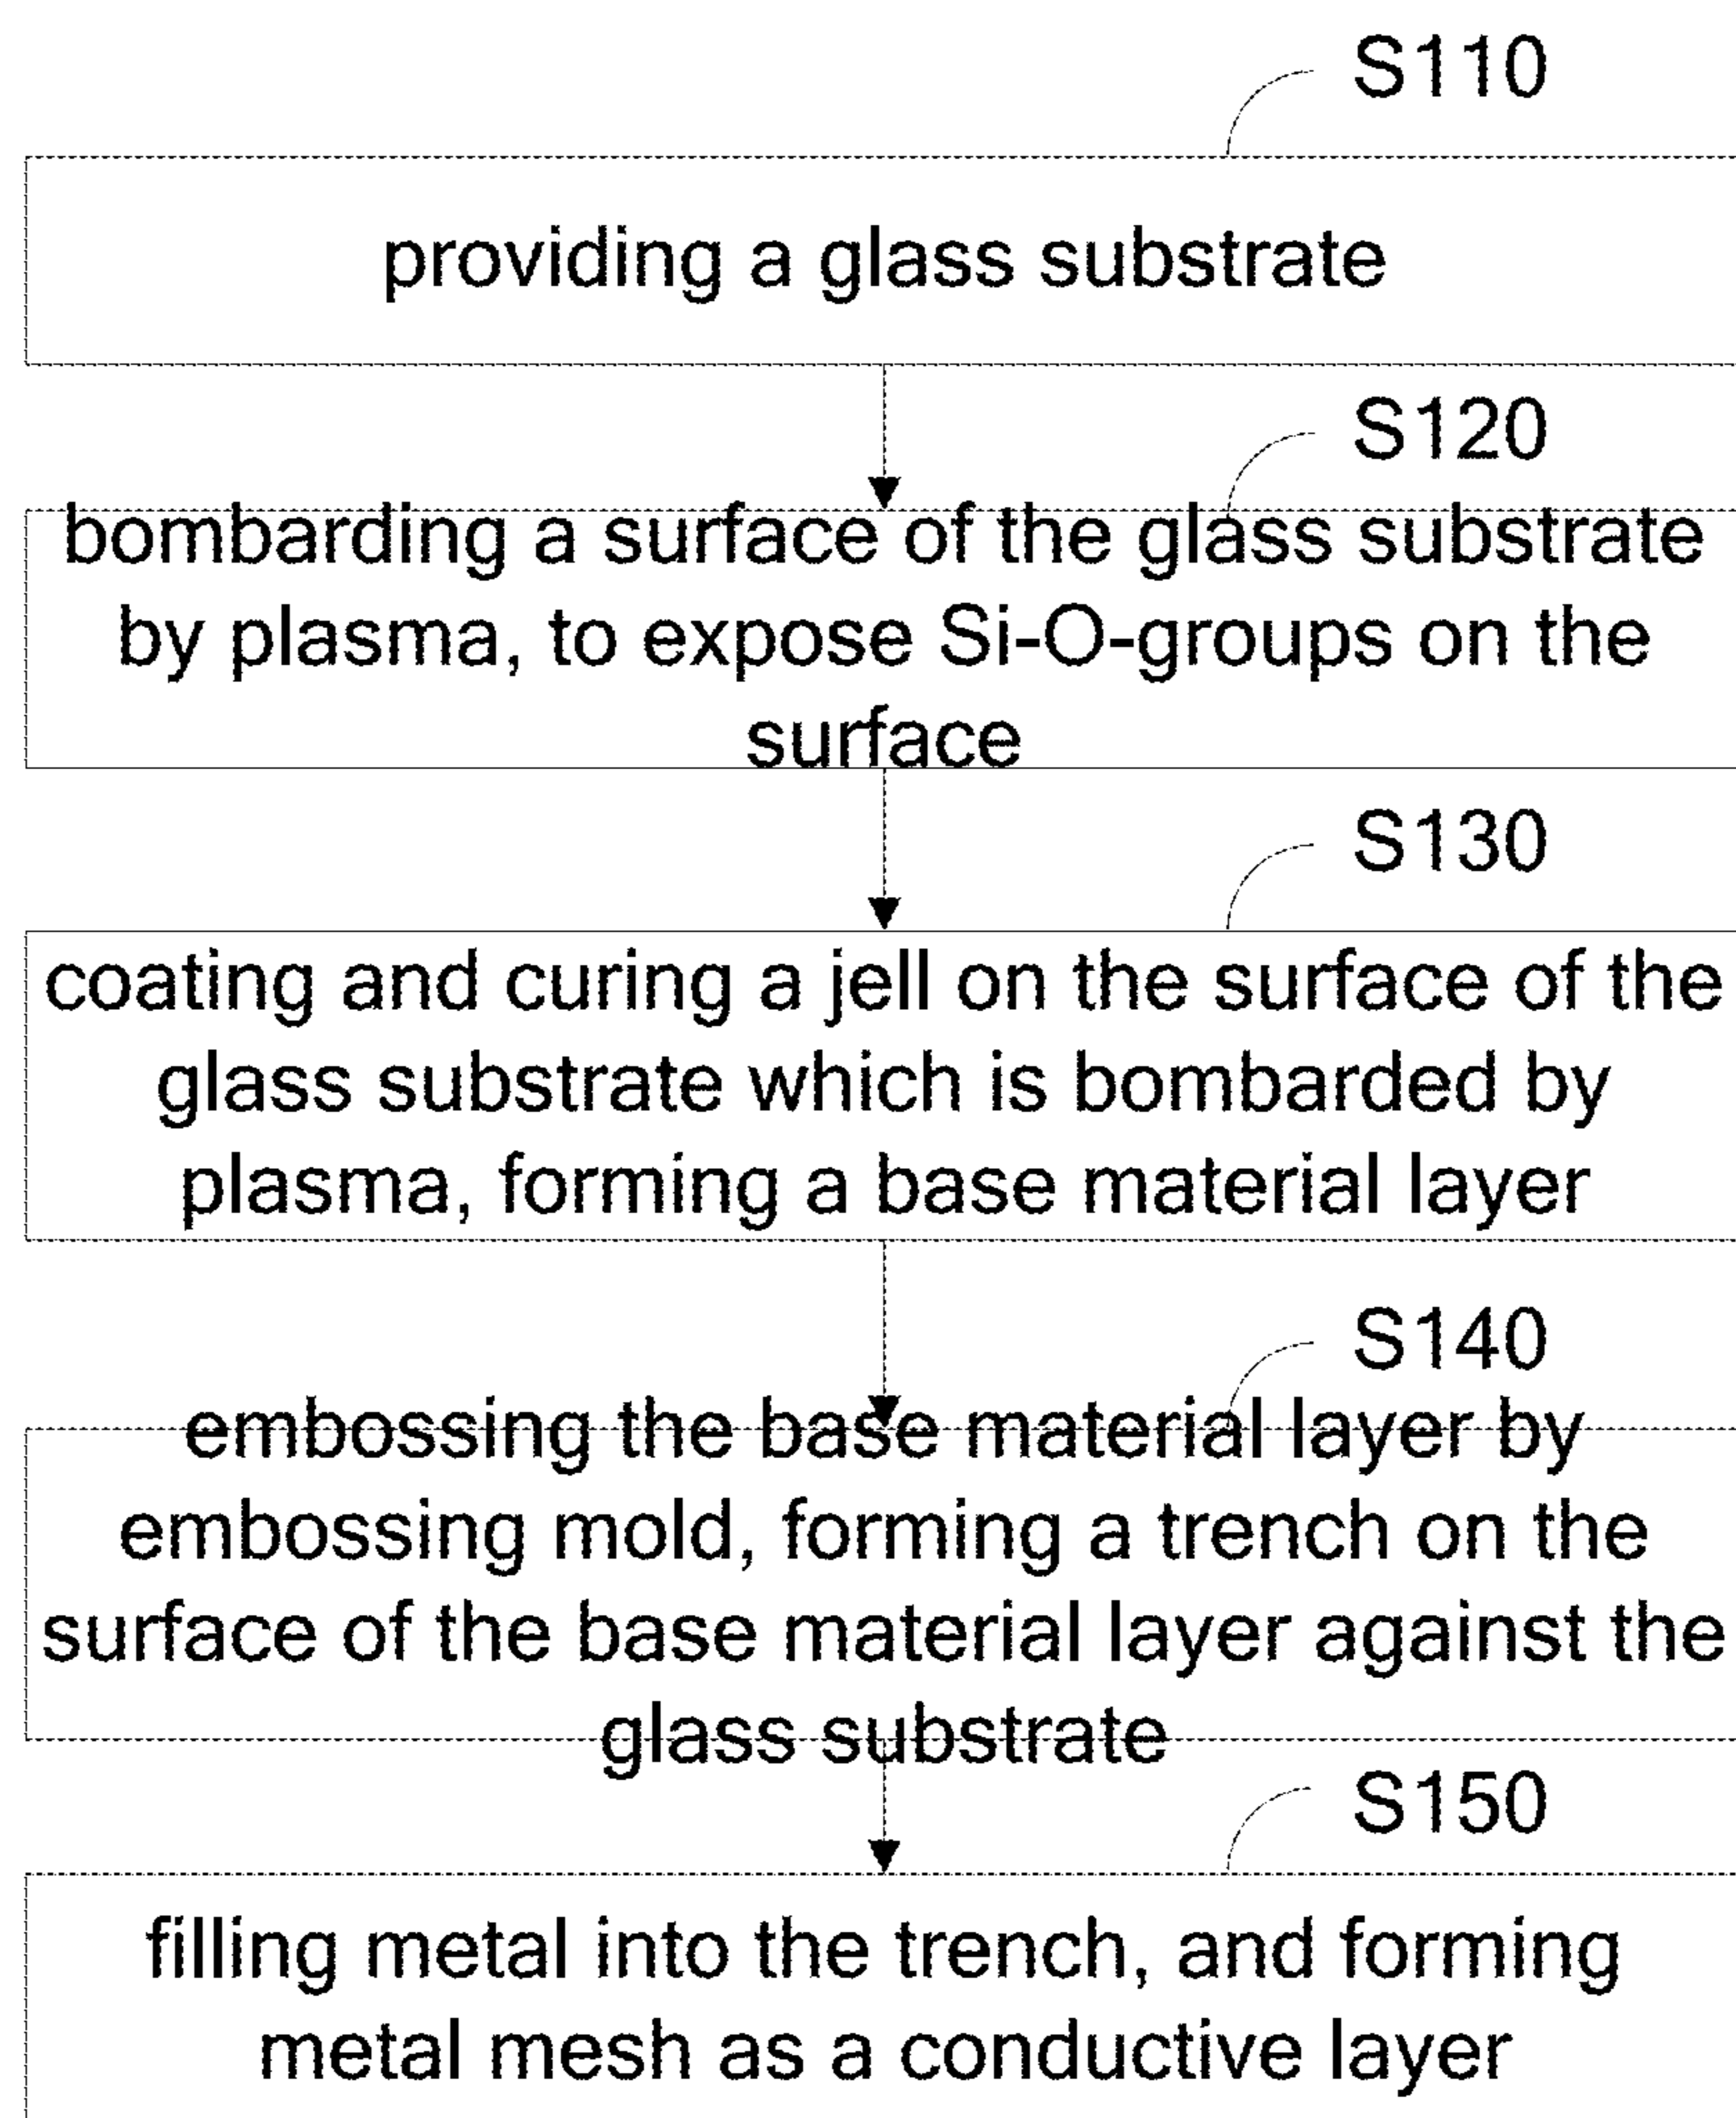 S110
providing a glass substrate
S120
bombarding a surface of the glass substrate
by plasma, to expose Si-O-groups on the
surface
S130
coating and curing a jell on the surface of the
glass substrate which is bombarded by
plasma, forming a base material layer
S140
embossing the base material layer by
embossing mold, forming a trench on the
surface of the base material layer against the
glass substrate
S150
filling metal into the trench, and forming
metal mesh as a conductive layer